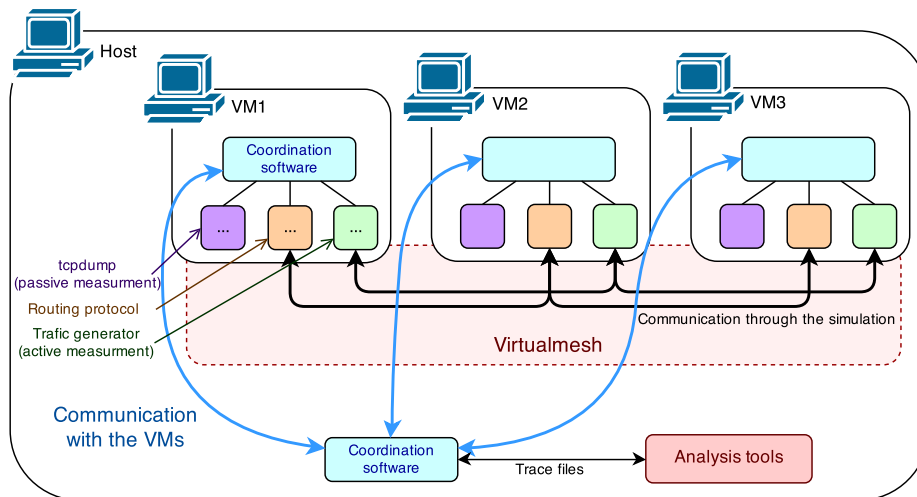 Host
VM1
VM2
VM3
Coordination
software
...
...
...
tcpdump
(passive measurment)
Routing protocol
Trafic generator
(active measurment)
Communication through the simulation
Virtualmesh
Communication
with the VMs
Coordination
software
Trace files
Analysis tools